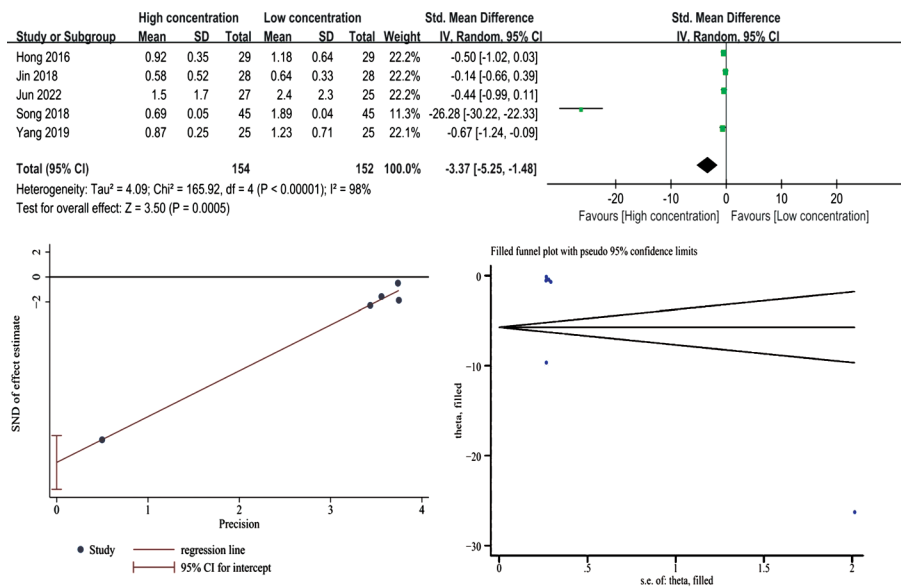 High concentration Low concentration Std. Mean Difference Std. Mean Difference
Study or Subgroup Mean SD Total Mean SD Total Weight IV, Random, 95% CI IV, Random, 95% CI
Hong 2016 0.92 0.35 29 1.18 0.64 29 22.2% -0.50 [-1.02, 0.03]
Jin 2018 0.58 0.52 28 0.64 0.33 28 22.2% -0.14 [-0.66, 0.39]
Jun 2022 1.5 1.7 27 2.4 2.3 25 22.2% -0.44 [-0.99, 0.11]
Song 2018 0.69 0.05 45 1.89 0.04 45 11.3% -26.28 [-30.22, -22.33]
Yang 2019 0.87 0.25 25 1.23 0.71 25 22.1% -0.67 [-1.24, -0.09]
Total (95% CI) 154 152 100.0% -3.37 [-5.25, -1.48]
Heterogeneity: Tau² = 4.09; Chi² = 165.92, df = 4 (P < 0.00001); I² = 98%
Test for overall effect: Z = 3.50 (P = 0.0005)
-20 -10 0 10 20
Favours [High concentration] Favours [Low concentration]
2
0
-2
SND of effect estimate
0 1 2 3 4
Precision
Study regression line
95% CI for intercept
Filled funnel plot with pseudo 95% confidence limits
0
-10
-20
-30
theta, filled
0 .5 1 1.5 2
s.e. of: theta, filled